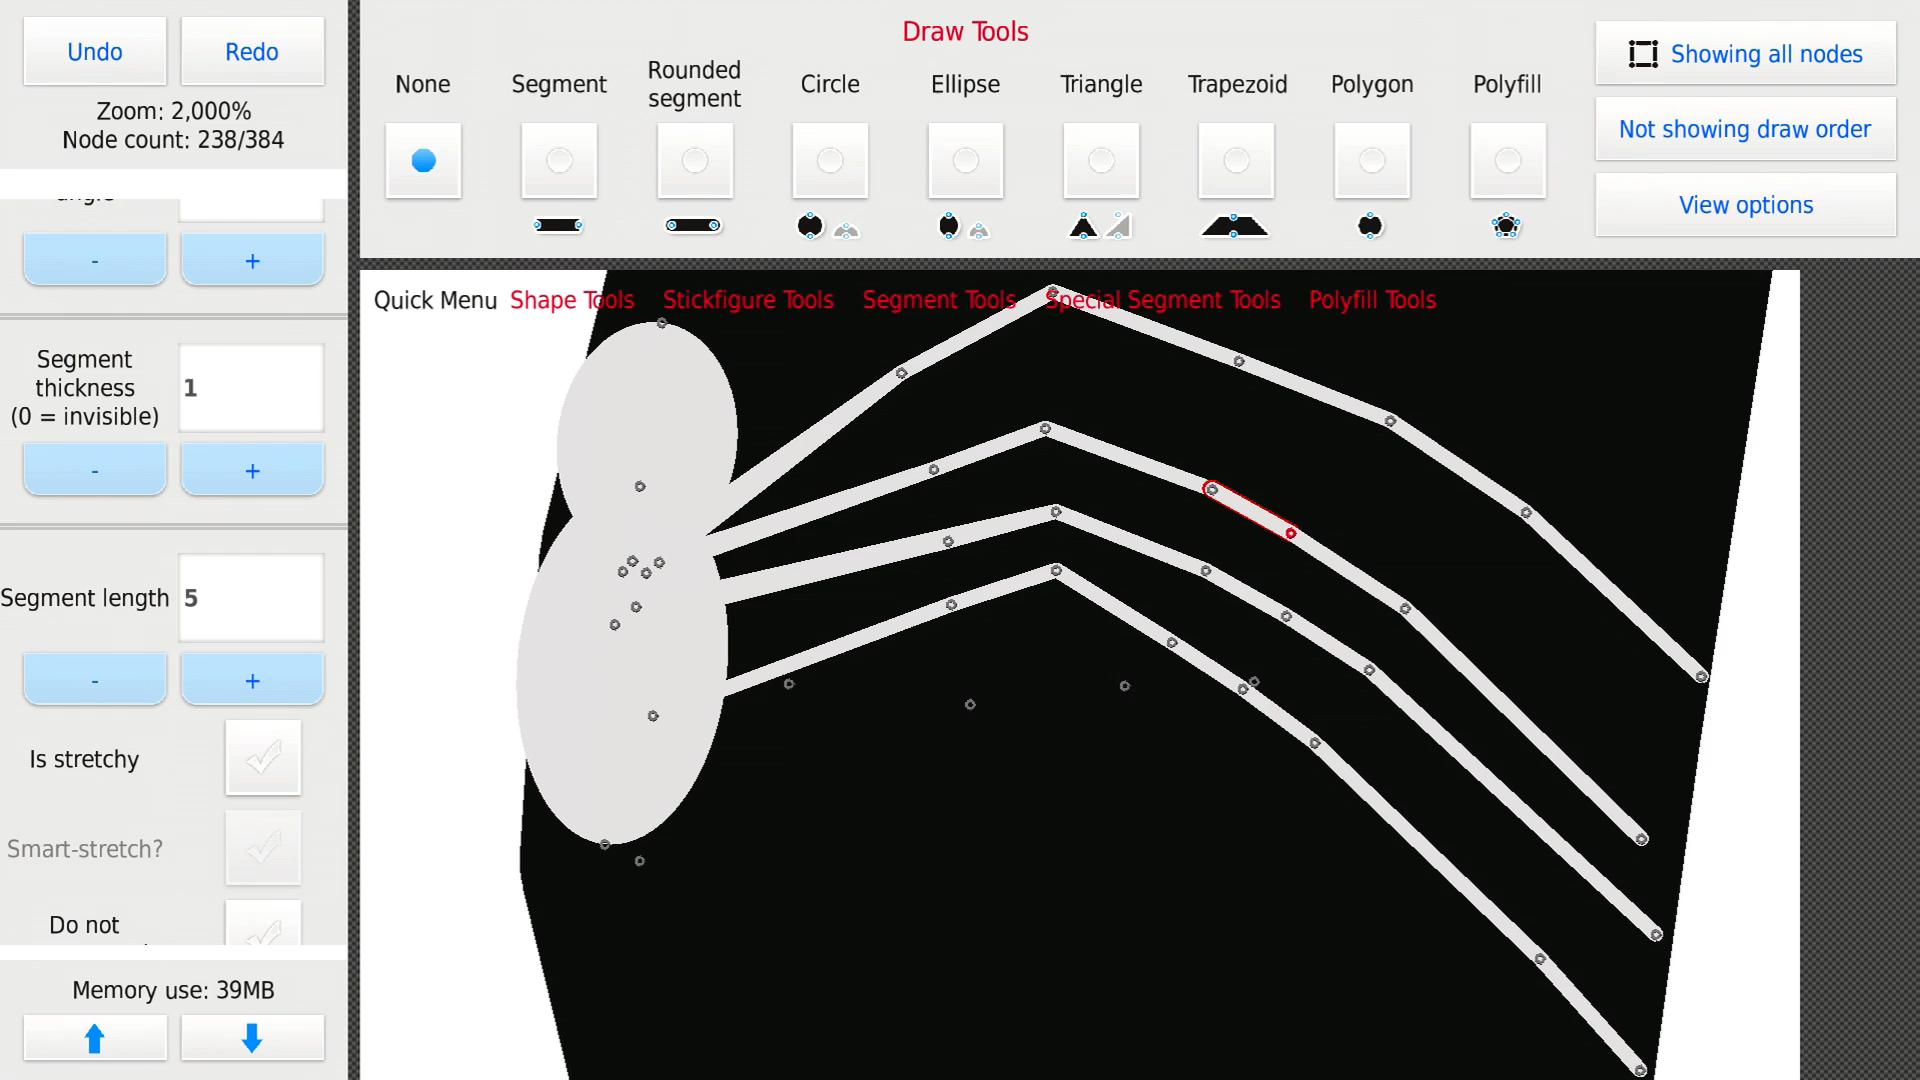 Undo
Redo
Zoom: 2,000%
Node count: 238/384
angle
-
+
Segment
thickness
(0 = invisible)
1
-
+
Segment length
5
-
+
Is stretchy
Smart-stretch?
Do not
Memory use: 39MB
Draw Tools
None
Segment
Rounded
segment
Circle
Ellipse
Triangle
Trapezoid
Polygon
Polyfill
Showing all nodes
Not showing draw order
View options
Quick Menu
Shape Tools
Stickfigure Tools
Segment Tools
Special Segment Tools
Polyfill Tools